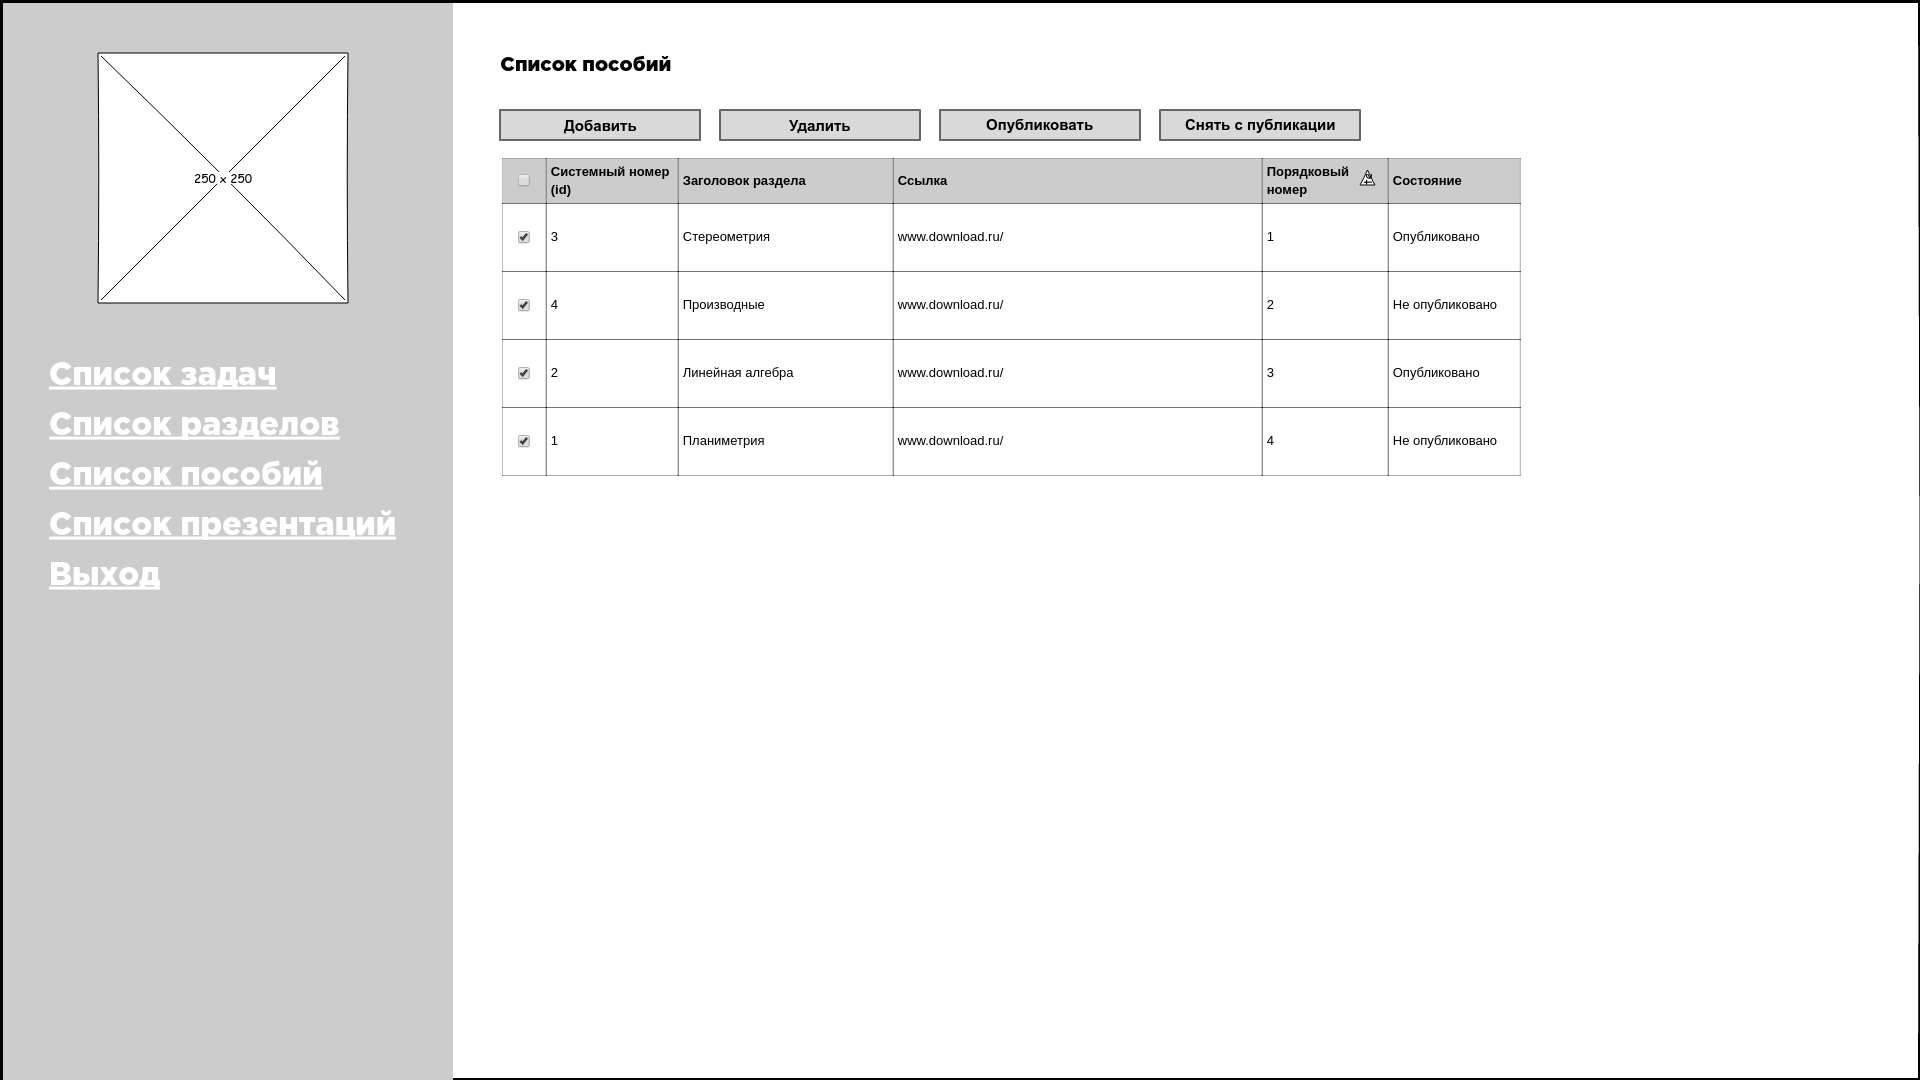 250 × 250
Список задач
Список разделов
Список пособий
Список презентаций
Выход
Список пособий
Добавить Удалить Опубликовать Снять с публикации
Системный номер (id) Заголовок раздела Ссылка Порядковый номер Состояние
3 Стереометрия www.download.ru/ 1 Опубликовано
4 Производные www.download.ru/ 2 Не опубликовано
2 Линейная алгебра www.download.ru/ 3 Опубликовано
1 Планиметрия www.download.ru/ 4 Не опубликовано